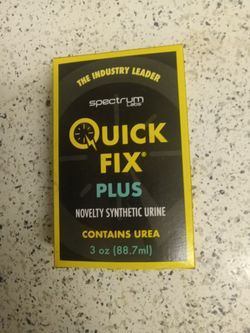 THE INDUSTRY LEADER
spectrum
Labs
QUICK
FIX®
PLUS
NOVELTY SYNTHETIC URINE
CONTAINS UREA
3 oz (88.7ml)